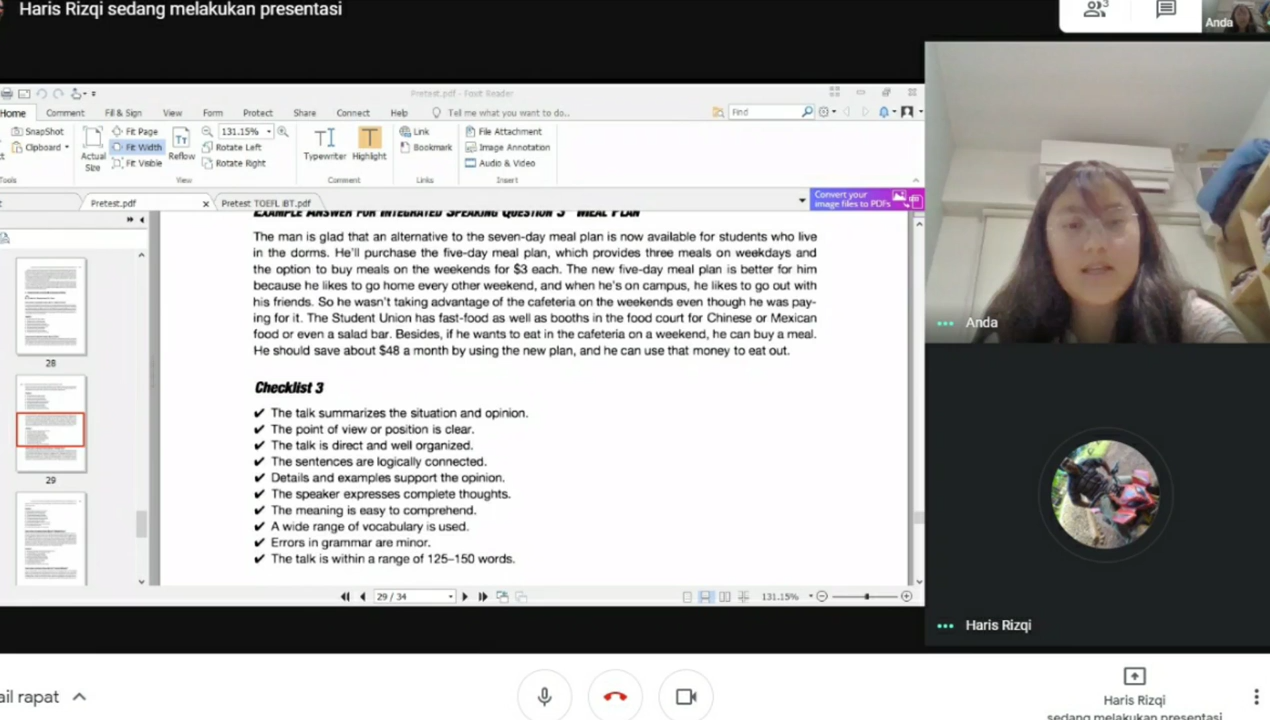 Haris Rizqi sedang melakukan presentasi
3
Anda
Pretest.pdf - Foxit Reader
Home Comment Fill & Sign View Form Protect Share Connect Help Tell me what you want to do.. Find
SnapShot
Clipboard
Actual Size
Fit Page
Fit Width
Fit Visible
Reflow
131.15%
Rotate Left
Rotate Right
Typewriter Highlight
Link
Bookmark
File Attachment
Image Annotation
Audio & Video
View Comment Links Insert
Pretest.pdf x Pretest TOEFL iBT.pdf
Convert your
image files to PDFs
EXAMPLE ANSWER FOR INTEGRATED SPEAKING QUESTION 3 "MEAL PLAN"
The man is glad that an alternative to the seven-day meal plan is now available for students who live
in the dorms. He'll purchase the five-day meal plan, which provides three meals on weekdays and
the option to buy meals on the weekends for $3 each. The new five-day meal plan is better for him
because he likes to go home every other weekend, and when he's on campus, he likes to go out with
his friends. So he wasn't taking advantage of the cafeteria on the weekends even though he was pay-
ing for it. The Student Union has fast-food as well as booths in the food court for Chinese or Mexican
food or even a salad bar. Besides, if he wants to eat in the cafeteria on a weekend, he can buy a meal.
He should save about $48 a month by using the new plan, and he can use that money to eat out.
Checklist 3
✔ The talk summarizes the situation and opinion.
✔ The point of view or position is clear.
✔ The talk is direct and well organized.
✔ The sentences are logically connected.
✔ Details and examples support the opinion.
✔ The speaker expresses complete thoughts.
✔ The meaning is easy to comprehend.
✔ A wide range of vocabulary is used.
✔ Errors in grammar are minor.
✔ The talk is within a range of 125–150 words.
28
29
29 / 34
131.15%
Anda
Haris Rizqi
ail rapat
Haris Rizqi
sedang melakukan presentasi